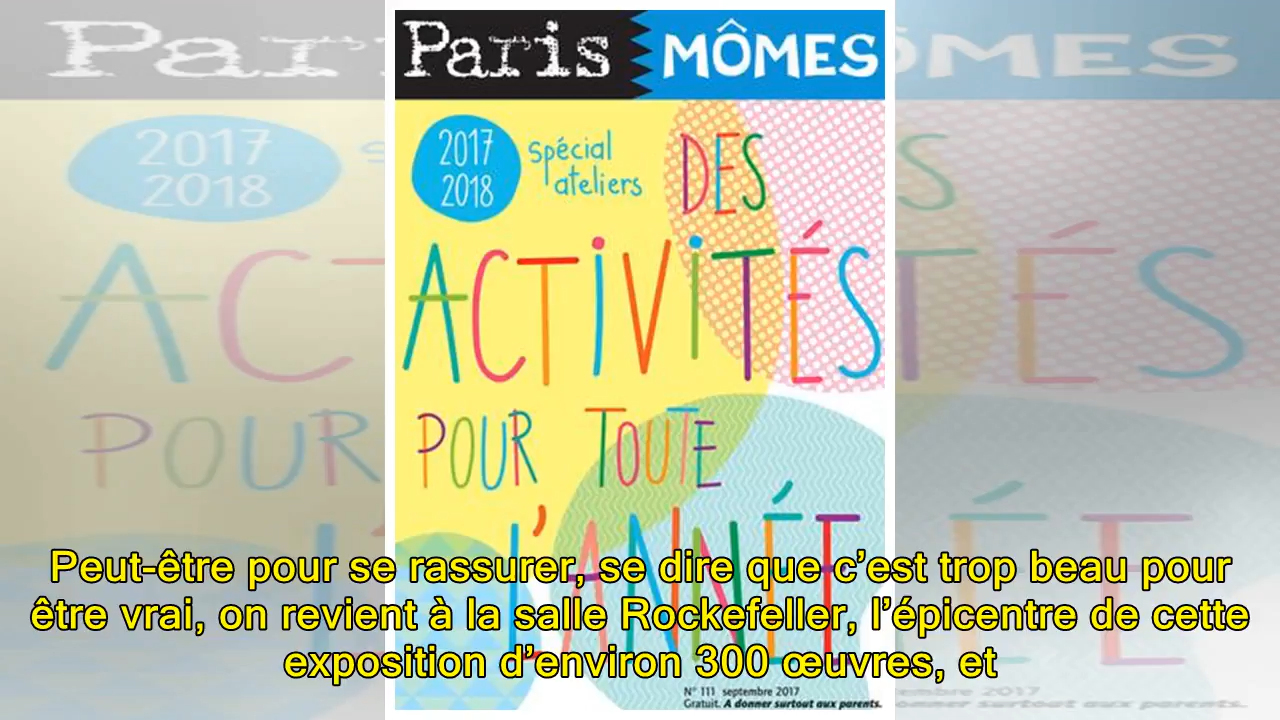 Paris MÔMES
2017
2018
spécial
ateliers
DES
ACTIVITÉS
POUR TOUTE
L'ANNÉE
Peut-être pour se rassurer, se dire que c’est trop beau pour
être vrai, on revient à la salle Rockefeller, l’épicentre de cette
exposition d’environ 300 œuvres, et
N° 111 septembre 2017
Gratuit. A donner surtout aux parents.